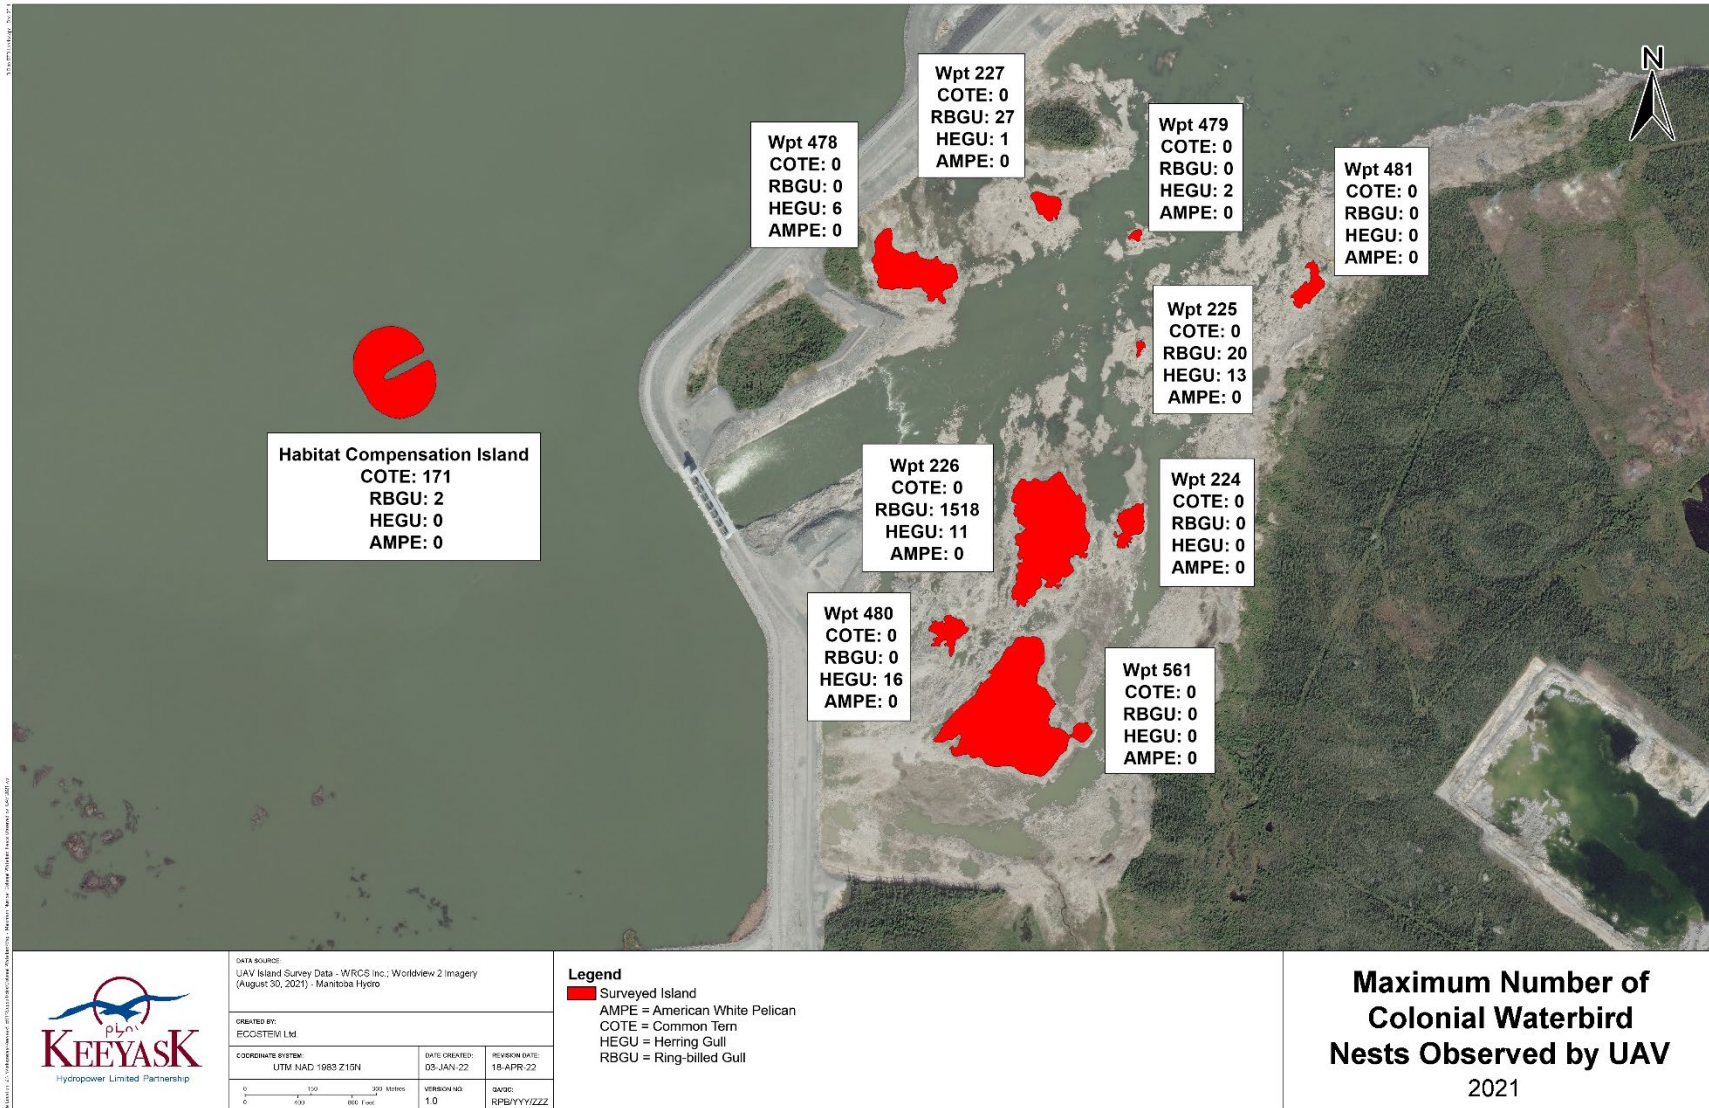 N
Wpt 227
COTE: 0
RBGU: 27
HEGU: 1
AMPE: 0
Wpt 478
COTE: 0
RBGU: 0
HEGU: 6
AMPE: 0
Wpt 479
COTE: 0
RBGU: 0
HEGU: 2
AMPE: 0
Wpt 481
COTE: 0
RBGU: 0
HEGU: 0
AMPE: 0
Wpt 225
COTE: 0
RBGU: 20
HEGU: 13
AMPE: 0
Habitat Compensation Island
COTE: 171
RBGU: 2
HEGU: 0
AMPE: 0
Wpt 226
COTE: 0
RBGU: 1518
HEGU: 11
AMPE: 0
Wpt 224
COTE: 0
RBGU: 0
HEGU: 0
AMPE: 0
Wpt 480
COTE: 0
RBGU: 0
HEGU: 16
AMPE: 0
Wpt 561
COTE: 0
RBGU: 0
HEGU: 0
AMPE: 0
KEEYASK
Hydropower Limited Partnership
DATA SOURCE:
UAV Island Survey Data - WRCS Inc.; Worldview 2 Imagery
(August 30, 2021) - Manitoba Hydro
CREATED BY:
ECOSTEM Ltd.
COORDINATE SYSTEM:
UTM NAD 1983 Z15N
DATE CREATED:
03-JAN-22
REVISION DATE:
18-APR-22
0 150 300 Metres
0 400 800 Feet
VERSION NO:
1.0
QA/QC:
RPB/YYY/ZZZ
Legend
Surveyed Island
AMPE = American White Pelican
COTE = Common Tern
HEGU = Herring Gull
RBGU = Ring-billed Gull
Maximum Number of
Colonial Waterbird
Nests Observed by UAV
2021